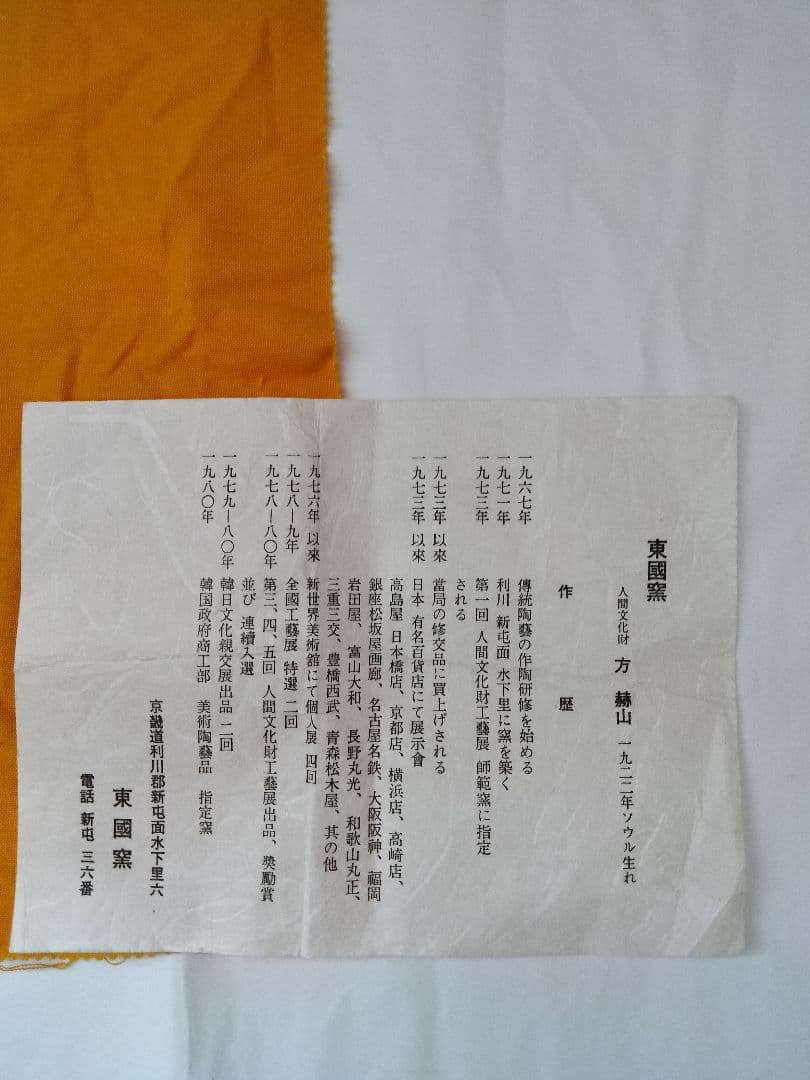 東國窯
人間文化財 方 赫山 一九二二年ソウル生れ
作 歴
一九六七年 傳統陶藝の作陶研修を始める
一九七一年 利川 新屯面 水下里に窯を築く
一九七三年 第一回 人間文化財工藝展 師範窯に指定
される
一九七三年 以來 當局の修交品に買上げされる
一九七三年 以來 日本 有名百貨店にて展示會
高島屋 日本橋店、京都店、横浜店、高崎店、
銀座松坂屋画廊、名古屋名鉄、大阪阪神、福岡
岩田屋、富山大和、長野丸光、和歌山丸正、
三重三交、豊橋西武、青森松木屋、其の他
一九七六年 以來 新世界美術舘にて個人展 四回
一九七八ー九年 全國工藝展 特選 二回
一九七八ー八〇年 第三、四、五回 人間文化財工藝展出品、奬勵賞
並び 連續入選
一九七九ー八〇年 韓日文化親交展出品 二回
一九八〇年 韓国政府商工部 美術陶藝品 指定窯
京畿道利川郡新屯面水下里六
東國窯
電話 新屯 三六番